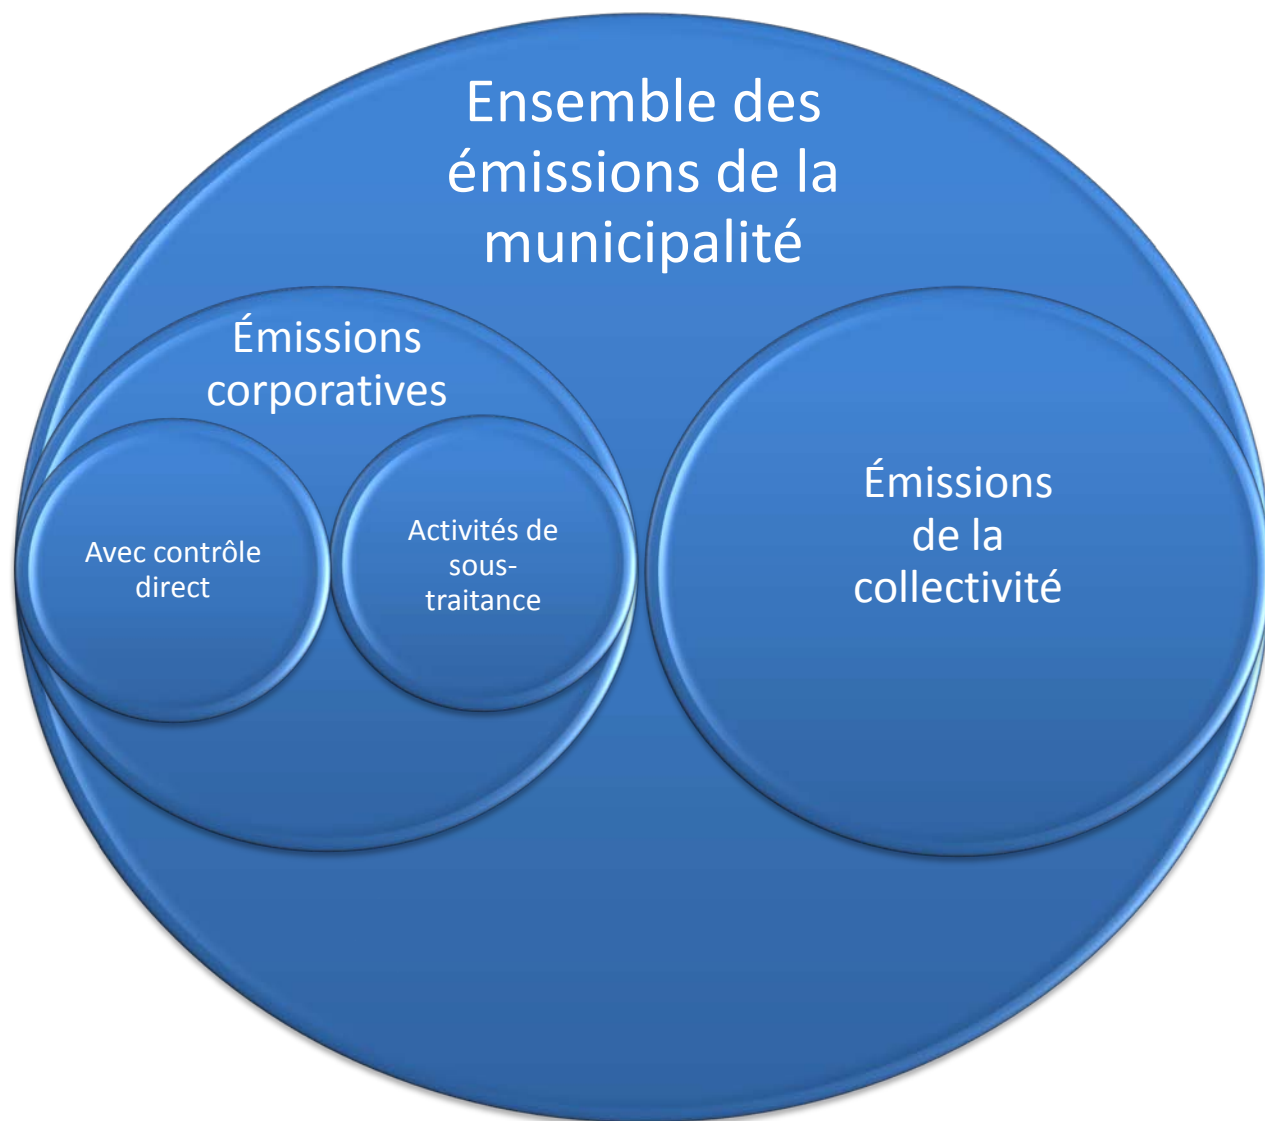 Ensemble des
émissions de la
municipalité
Émissions
corporatives
Avec contrôle
direct
Activités de
sous-
traitance
Émissions
de la
collectivité